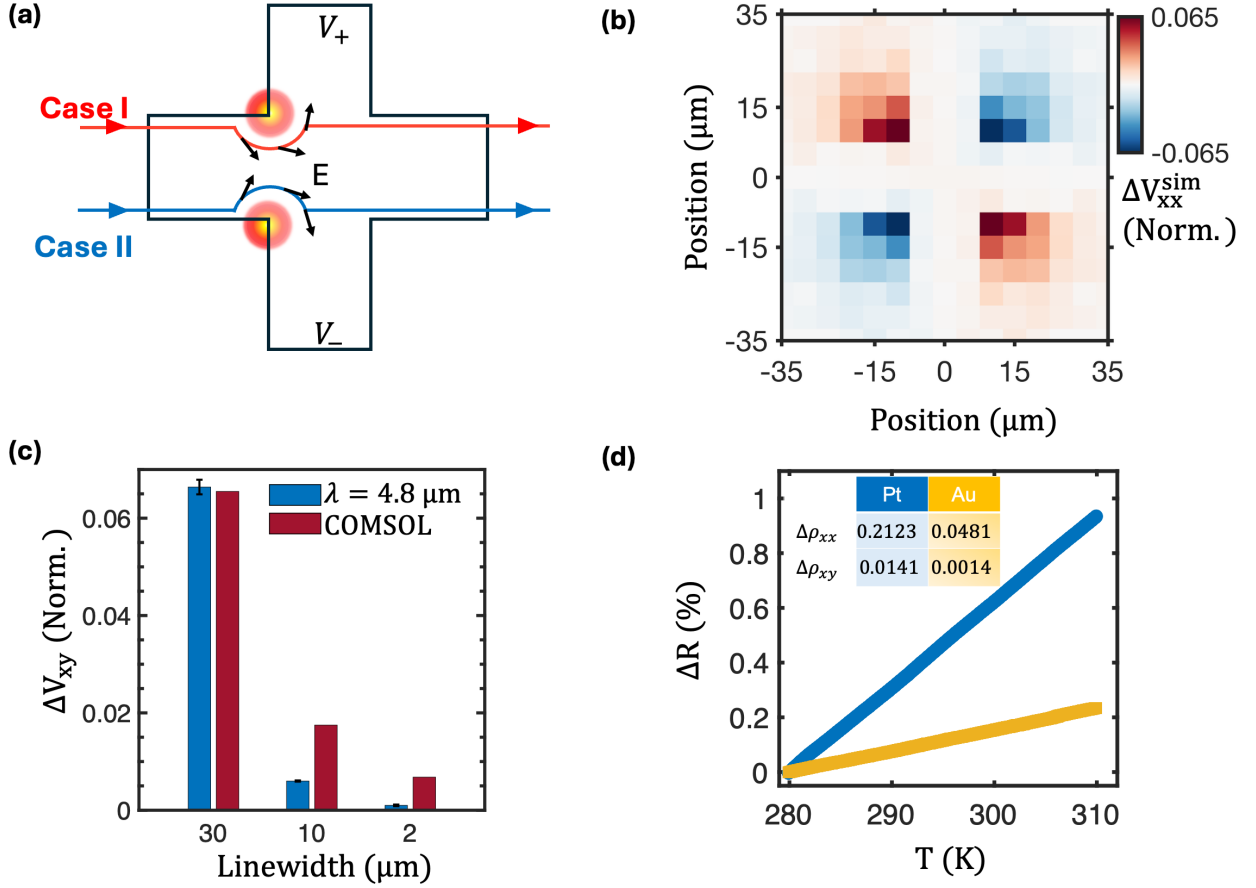 (a)
V₊
Case I
E
Case II
V₋
(b)
35
15
0
-15
-35
Position (μm)
-35
-15
0
15
35
Position (μm)
0.065
-0.065
ΔV_xx^sim
(Norm.)
(c)
λ = 4.8 μm
COMSOL
0.06
0.04
0.02
0
ΔV_xy (Norm.)
30
10
2
Linewidth (μm)
(d)
Pt Au
Δρ_xx 0.2123 0.0481
Δρ_xy 0.0141 0.0014
1
0.8
0.6
0.4
0.2
0
ΔR (%)
280
290
300
310
T (K)